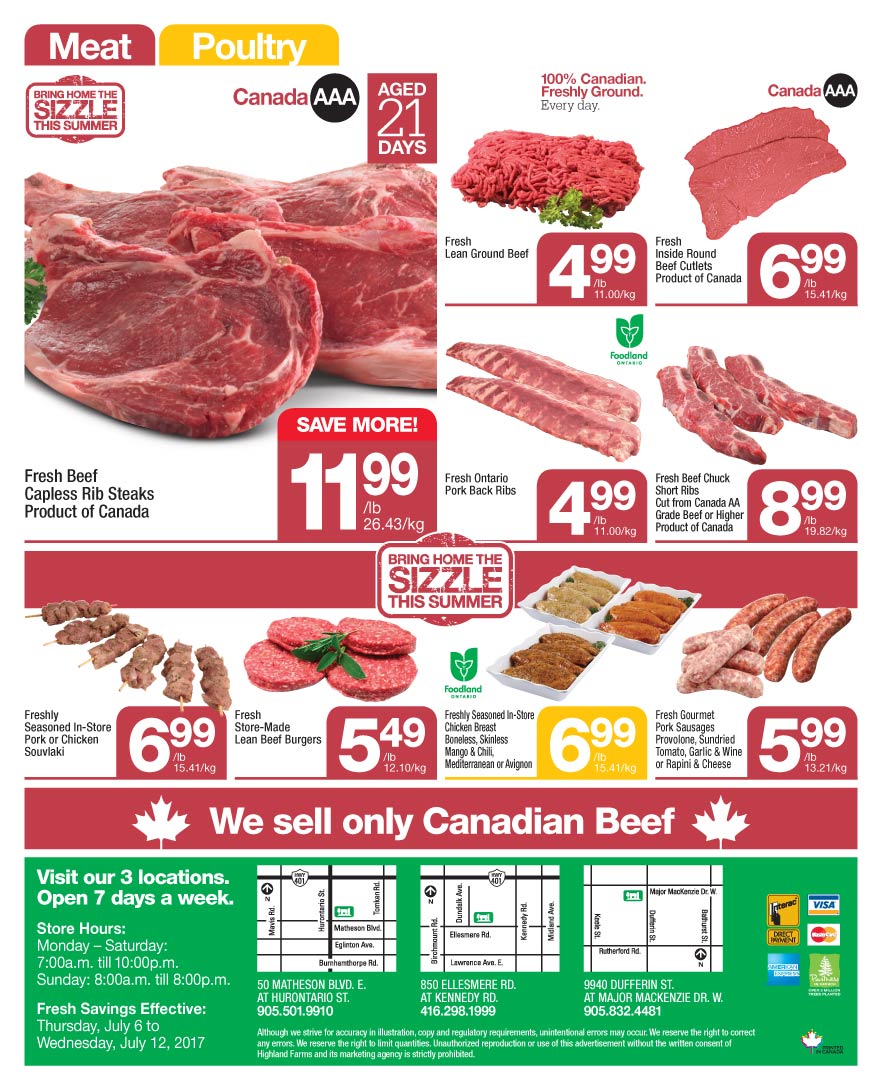 Meat
Poultry
BRING HOME THE
SIZZLE
THIS SUMMER
Canada AAA
AGED
21
DAYS
Fresh Beef
Capless Rib Steaks
Product of Canada
SAVE MORE!
11 99
/lb
26.43/kg
100% Canadian.
Freshly Ground.
Every day.
Fresh
Lean Ground Beef
4 99
/lb
11.00/kg
Canada AAA
Fresh
Inside Round
Beef Cutlets
Product of Canada
6 99
/lb
15.41/kg
Foodland
ONTARIO
Fresh Ontario
Pork Back Ribs
4 99
/lb
11.00/kg
Fresh Beef Chuck
Short Ribs
Cut from Canada AA
Grade Beef or Higher
Product of Canada
8 99
/lb
19.82/kg
BRING HOME THE
SIZZLE
THIS SUMMER
Freshly
Seasoned In-Store
Pork or Chicken
Souvlaki
6 99
/lb
15.41/kg
Fresh
Store-Made
Lean Beef Burgers
5 49
/lb
12.10/kg
Foodland
ONTARIO
Freshly Seasoned In-Store
Chicken Breast
Boneless, Skinless
Mango & Chili,
Mediterranean or Avignon
6 99
/lb
15.41/kg
Fresh Gourmet
Pork Sausages
Provolone, Sundried
Tomato, Garlic & Wine
or Rapini & Cheese
5 99
/lb
13.21/kg
We sell only Canadian Beef
Visit our 3 locations.
Open 7 days a week.
Store Hours:
Monday – Saturday:
7:00a.m. till 10:00p.m.
Sunday: 8:00a.m. till 8:00p.m.
Fresh Savings Effective:
Thursday, July 6 to
Wednesday, July 12, 2017
HWY
401
N
Mavis Rd.
Hurontario St.
Tomken Rd.
Matheson Blvd.
Eglinton Ave.
Burnhamthorpe Rd.
50 MATHESON BLVD. E.
AT HURONTARIO ST.
905.501.9910
HWY
401
N
Birchmount Rd.
Dundalk Ave.
Kennedy Rd.
Midland Ave.
Ellesmere Rd.
Lawrence Ave. E.
850 ELLESMERE RD.
AT KENNEDY RD.
416.298.1999
Major MacKenzie Dr. W.
Keele St.
Dufferin St.
Bathurst St.
Rutherford Rd.
N
9940 DUFFERIN ST.
AT MAJOR MACKENZIE DR. W.
905.832.4481
Interac
DIRECT
PAYMENT
VISA
MasterCard
AMERICAN
EXPRESS
Partners
IN GROWTH
OVER 3 MILLION
TREES PLANTED
Although we strive for accuracy in illustration, copy and regulatory requirements, unintentional errors may occur. We reserve the right to correct
any errors. We reserve the right to limit quantities. Unauthorized reproduction or use of this advertisement without the written consent of
Highland Farms and its marketing agency is strictly prohibited.
PRINTED
IN CANADA